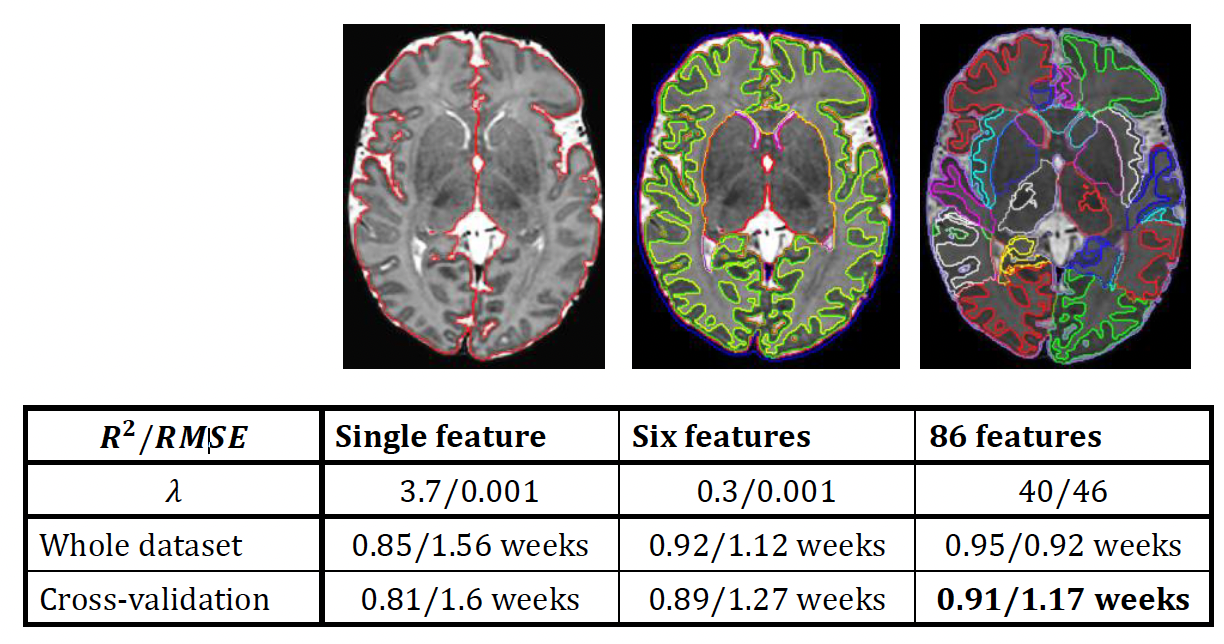 R²/RMSE Single feature Six features 86 features
λ 3.7/0.001 0.3/0.001 40/46
Whole dataset 0.85/1.56 weeks 0.92/1.12 weeks 0.95/0.92 weeks
Cross-validation 0.81/1.6 weeks 0.89/1.27 weeks 0.91/1.17 weeks